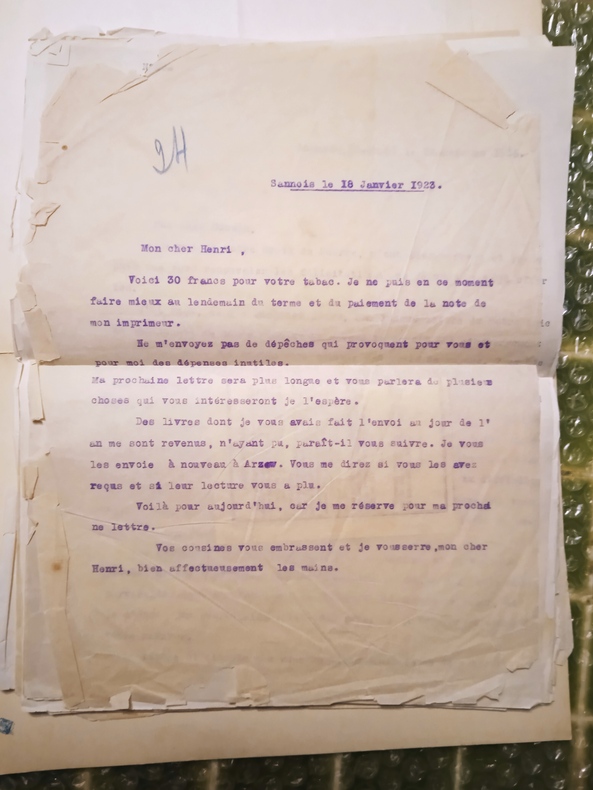 2H
Sannois le 18 Janvier 1923.
Mon cher Henri ,
Voici 30 francs pour votre tabac. Je ne puis en ce moment
faire mieux au lendemain du terme et du paiement de la note de
mon imprimeur.
Ne m'envoyez pas de dépêches qui provoquent pour vous et
pour moi des dépenses inutiles.
Ma prochaine lettre sera plus longue et vous parlera de plusieurs
choses qui vous intéresseront je l'espère.
Des livres dont je vous avais fait l'envoi au jour de l'
an me sont revenus, n'ayant pu, paraît-il vous suivre. Je vous
les envoie à nouveau à Arzew. Vous me direz si vous les avez
reçus et si leur lecture vous a plu.
Voilà pour aujourd'hui, car je me réserve pour ma prochai
ne lettre.
Vos cousines vous embrassent et je vousserre,mon cher
Henri, bien affectueusement les mains.